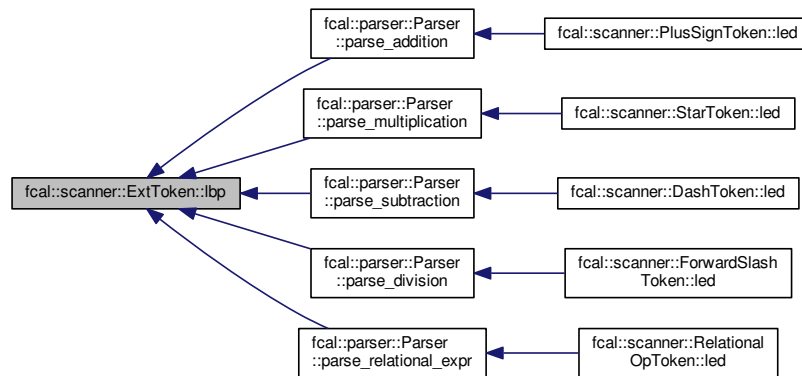 fcal::parser::Parser
::parse_addition
fcal::scanner::PlusSignToken::led
fcal::parser::Parser
::parse_multiplication
fcal::scanner::StarToken::led
fcal::scanner::ExtToken::lbp
fcal::parser::Parser
::parse_subtraction
fcal::scanner::DashToken::led
fcal::parser::Parser
::parse_division
fcal::scanner::ForwardSlash
Token::led
fcal::parser::Parser
::parse_relational_expr
fcal::scanner::Relational
OpToken::led